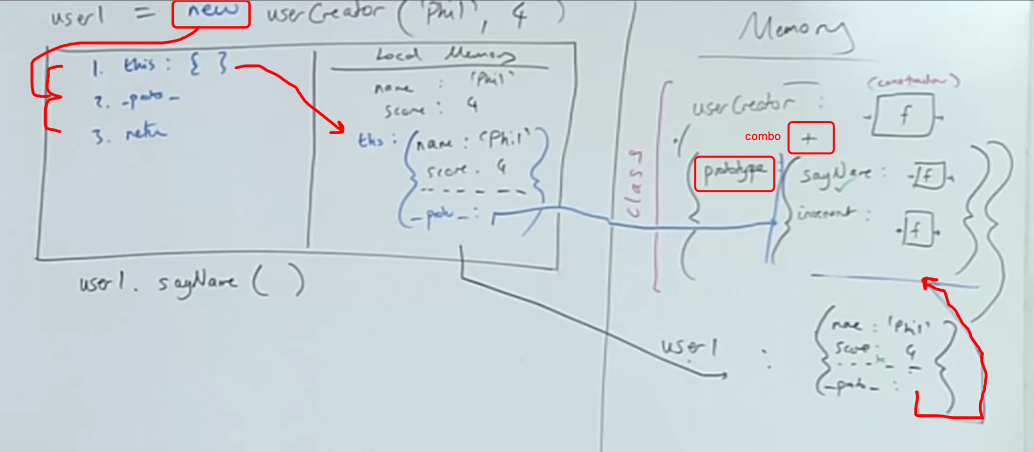 user1 = new userCreator ('Phil', 4)
1. this : { }
2. _proto_
3. return
Local Memory
name : 'Phil'
score : 4
this : { name : 'Phil'
score : 4
_proto_ : }
user1. sayName ( )
Memory
class
(constructor)
userCreator : f
combo +
. { prototype : { sayName : f
increment : f } }
user1 : { name : 'Phil'
score : 4
_proto_ : }